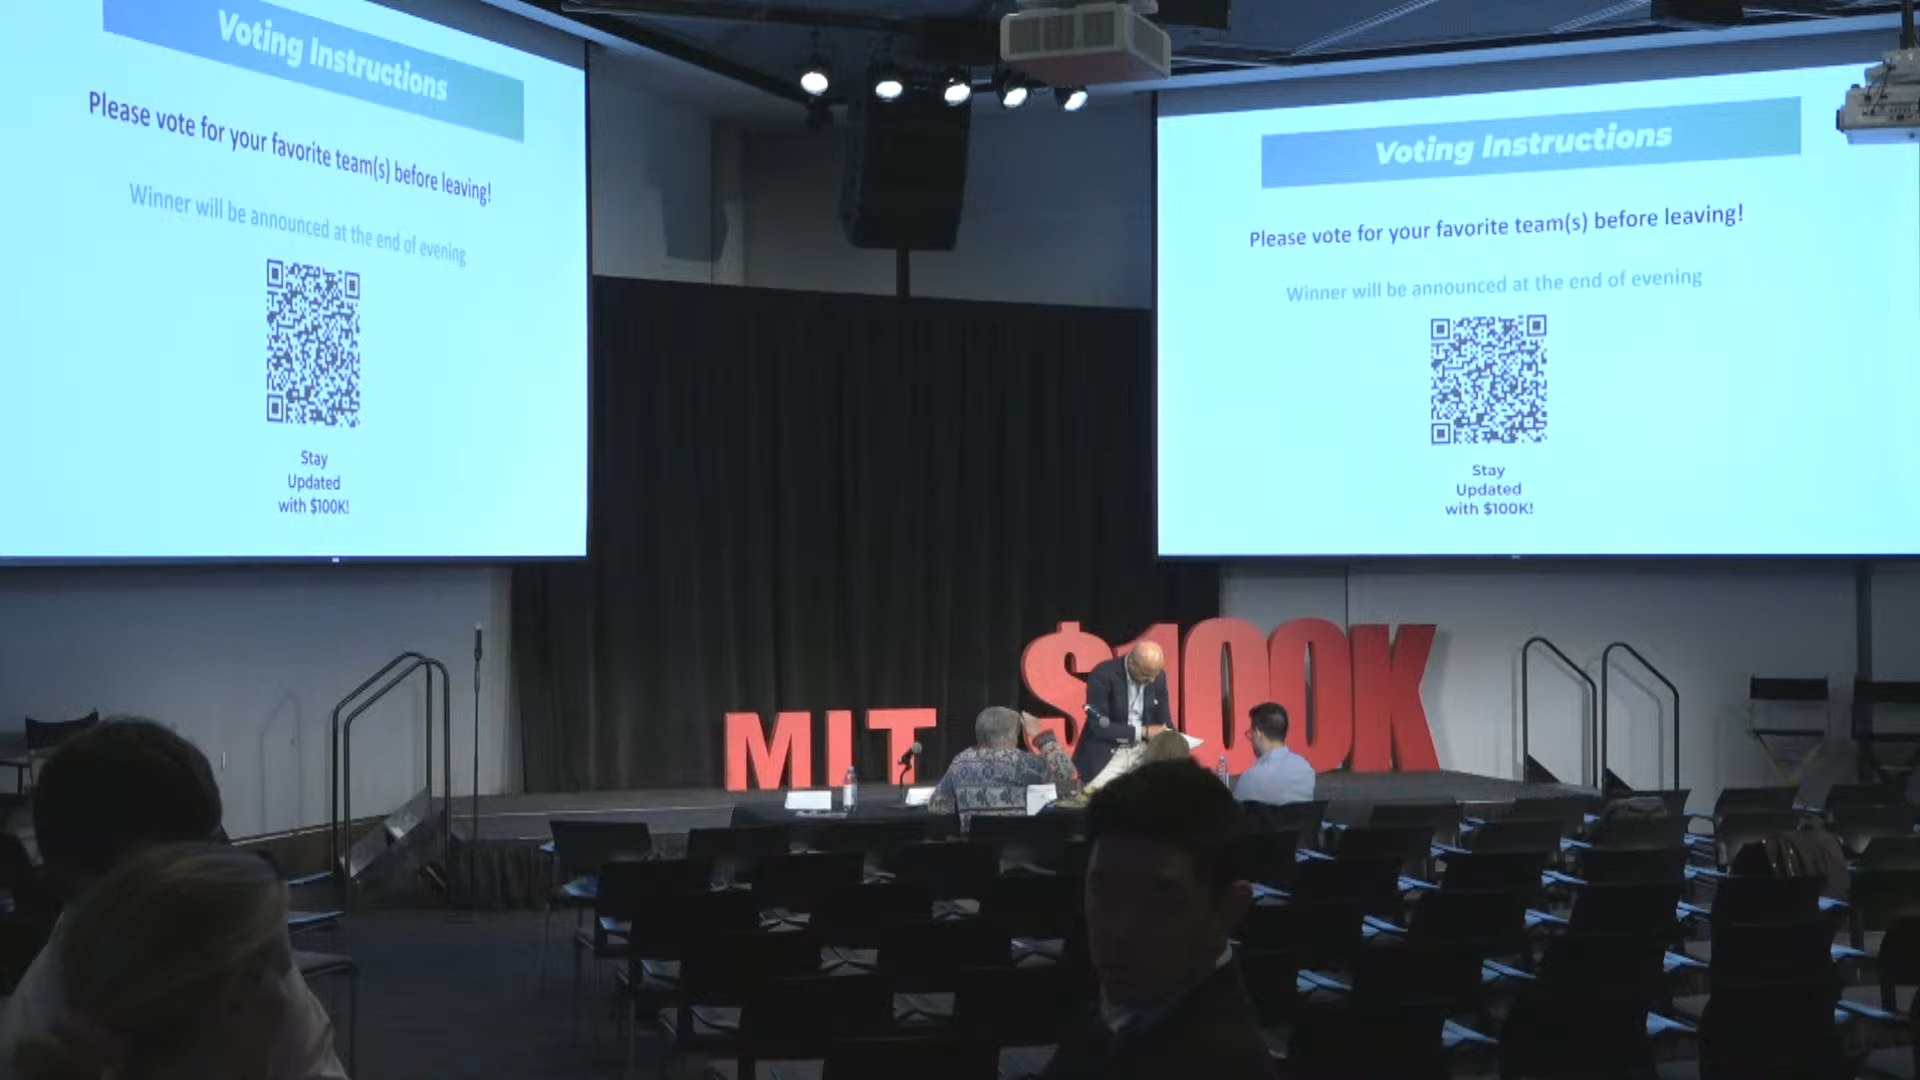 Voting Instructions
Please vote for your favorite team(s) before leaving!
Winner will be announced at the end of evening
Stay
Updated
with $100K!
Voting Instructions
Please vote for your favorite team(s) before leaving!
Winner will be announced at the end of evening
Stay
Updated
with $100K!
MIT $100K